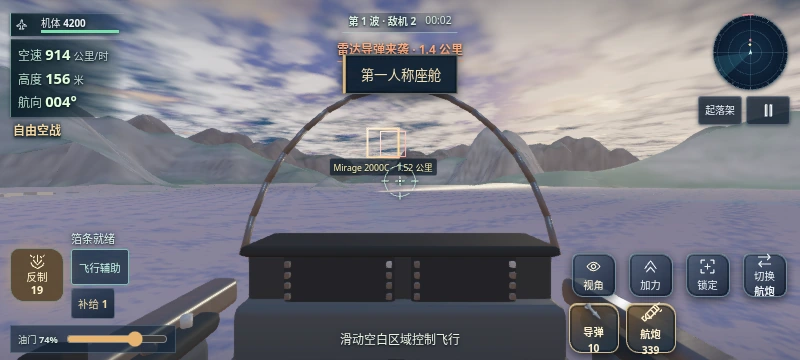 机体 4200
空速 914 公里/时
高度 156 米
航向 004°
自由空战
第 1 波 · 敌机 2 00:02
雷达导弹来袭 · 1.4 公里
第一人称座舱
起落架
Mirage 2000C · 1.52 公里
箔条就绪
反制
19
飞行辅助
补给 1
油门 74%
滑动空白区域控制飞行
视角
加力
锁定
切换
航炮
导弹
10
航炮
339